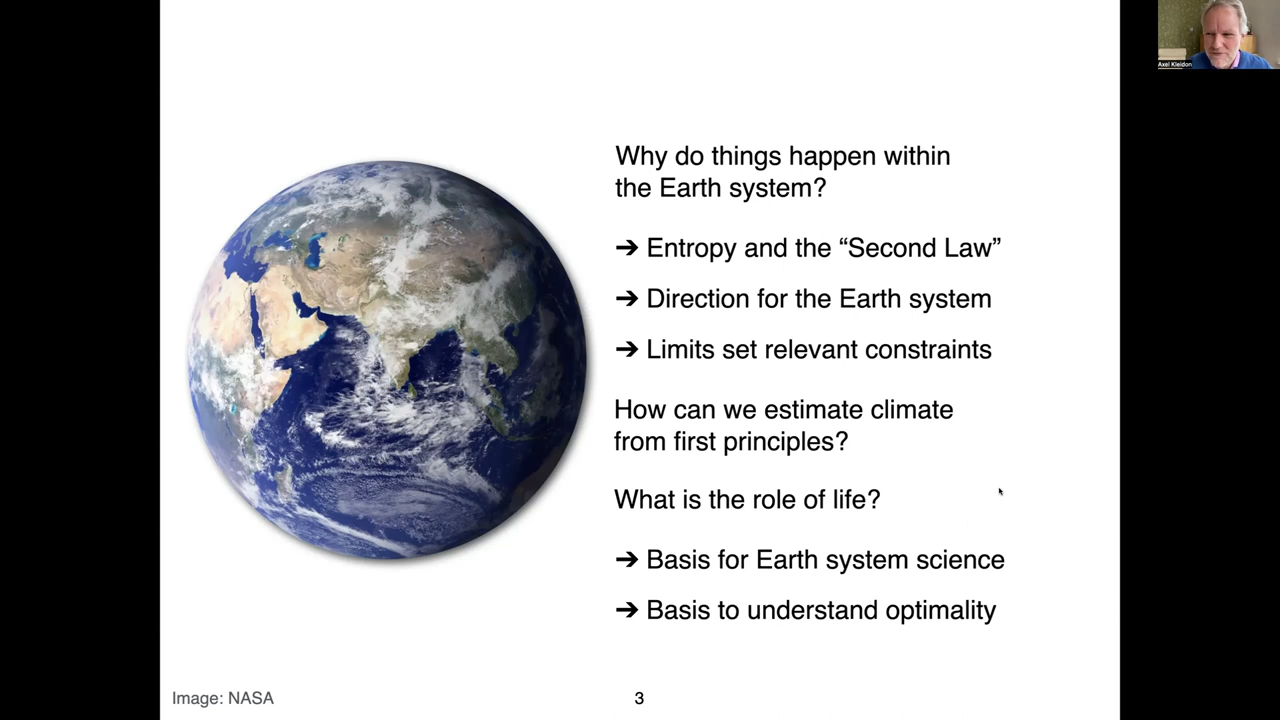 Axel Kleidon
Why do things happen within
the Earth system?
➔ Entropy and the “Second Law”
➔ Direction for the Earth system
➔ Limits set relevant constraints
How can we estimate climate
from first principles?
What is the role of life?
➔ Basis for Earth system science
➔ Basis to understand optimality
Image: NASA
3